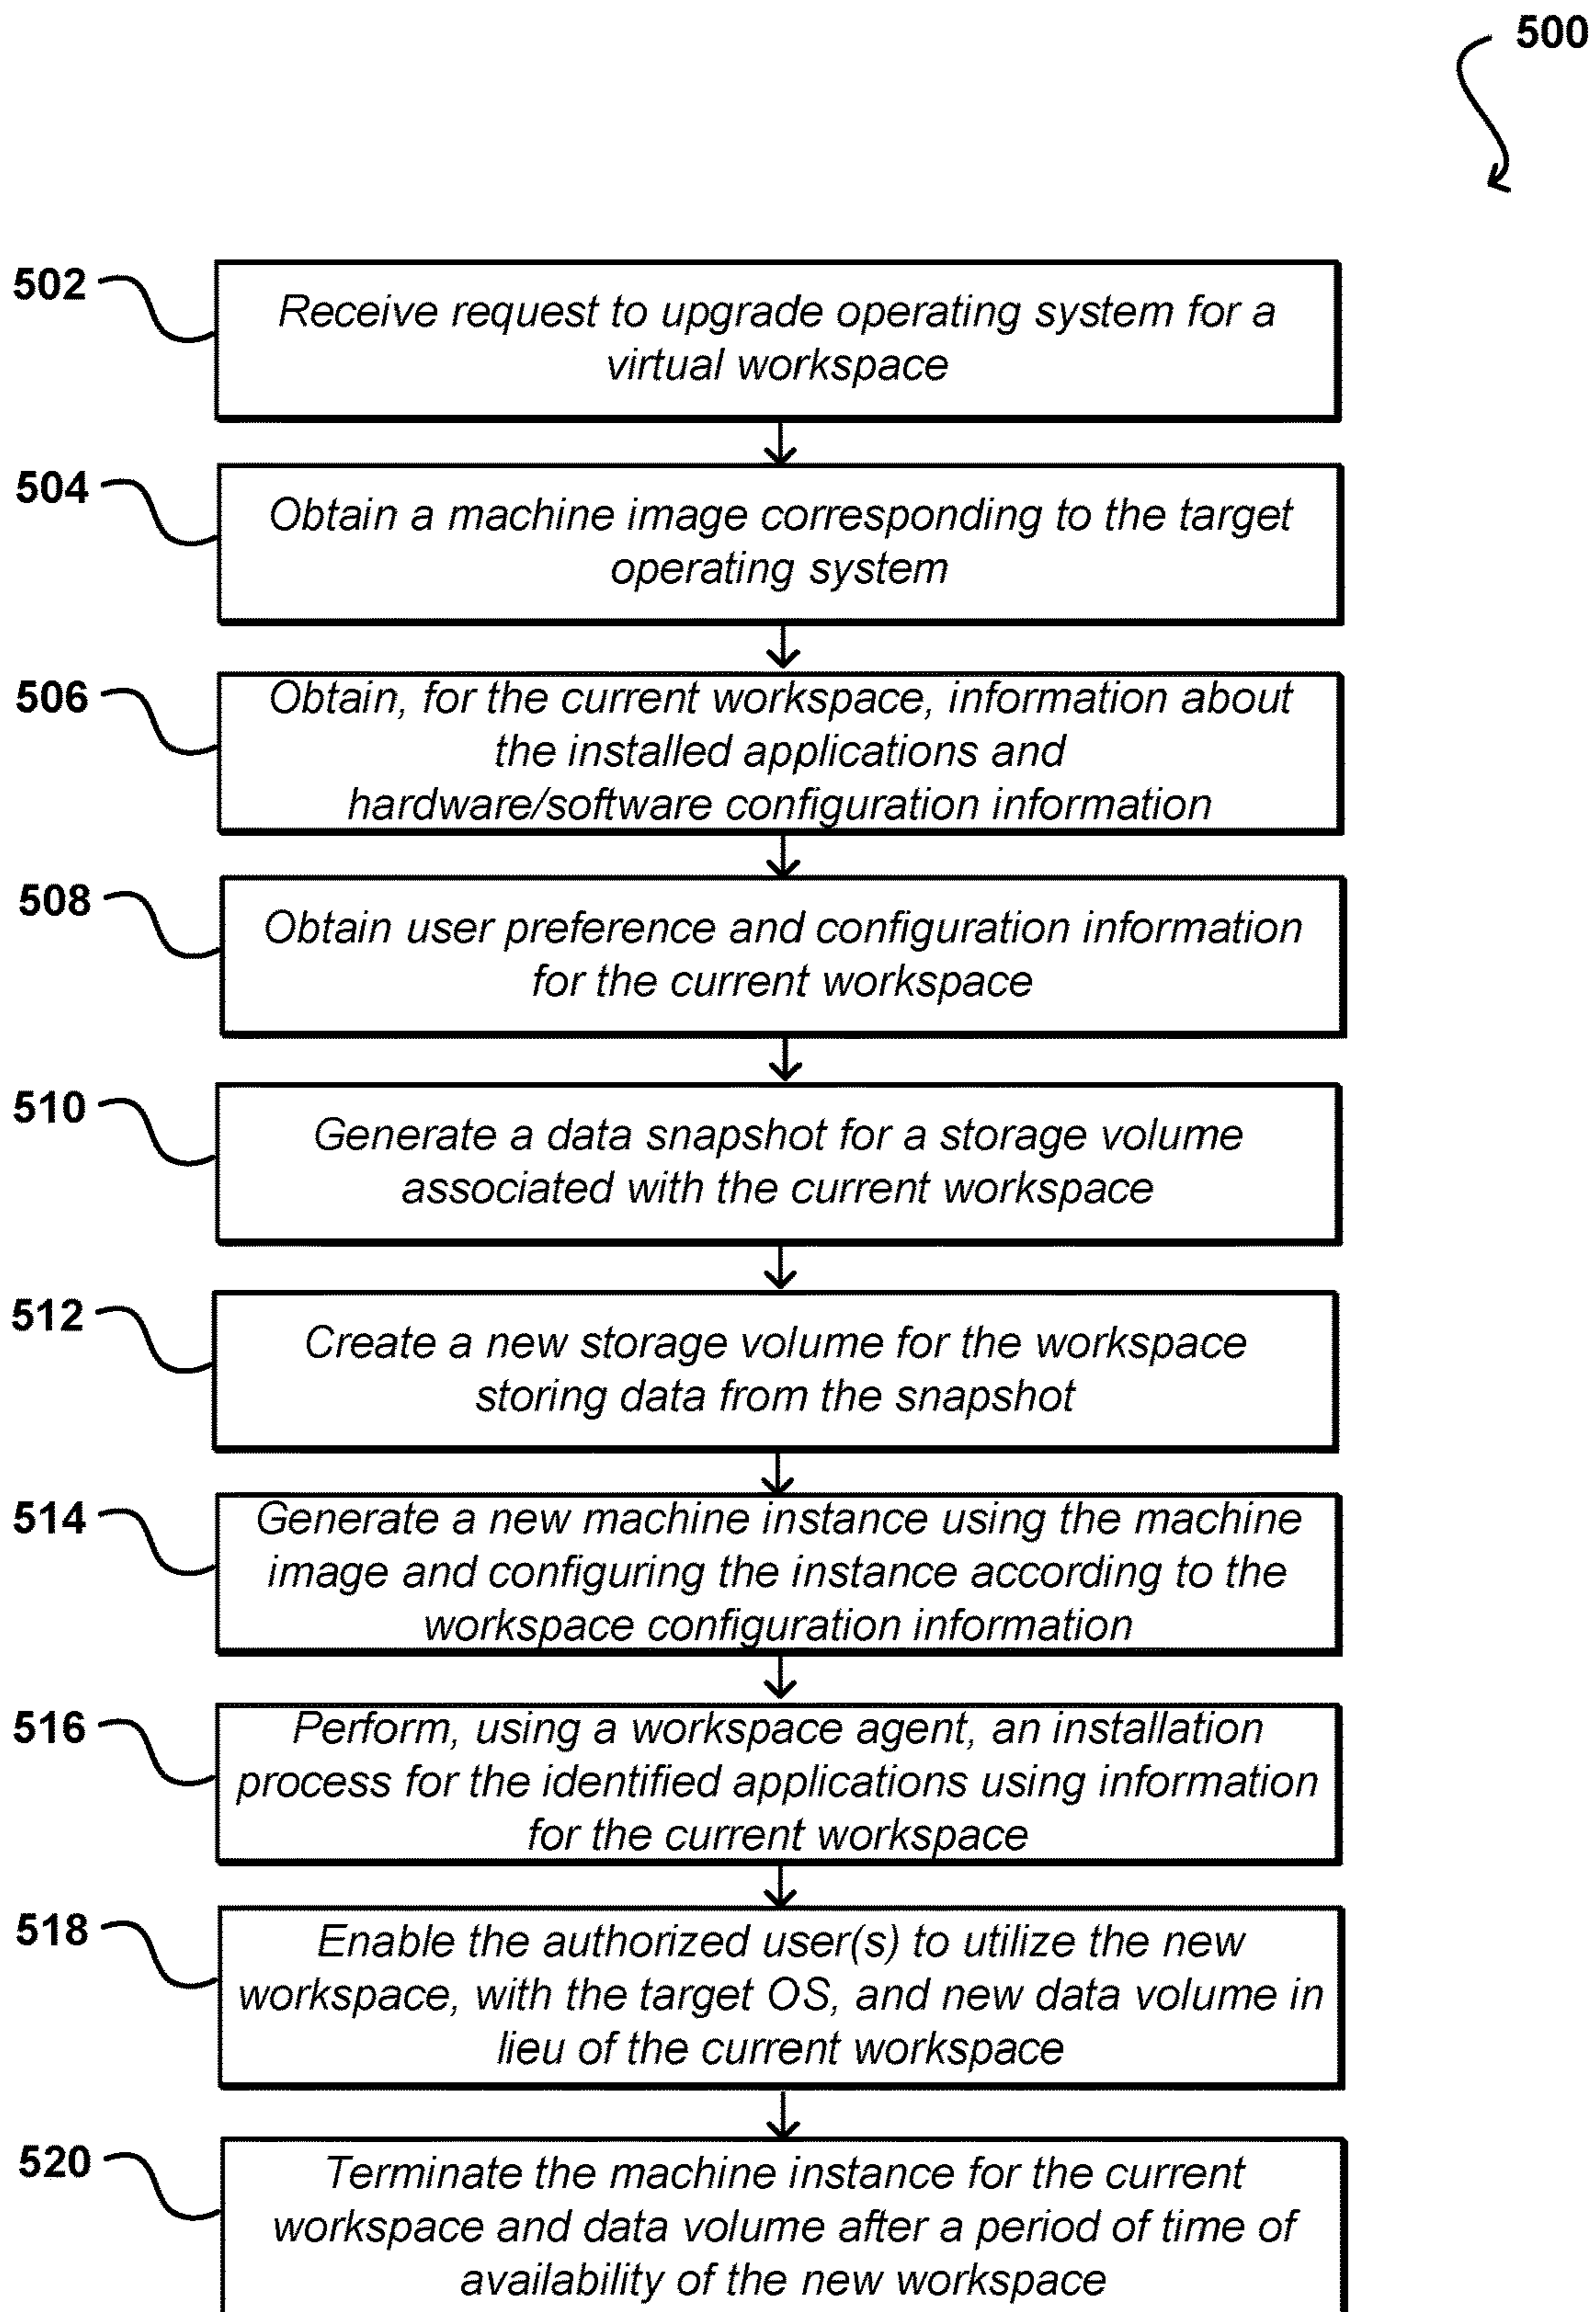 500
502
Receive request to upgrade operating system for a
virtual workspace
504
Obtain a machine image corresponding to the target
operating system
506
Obtain, for the current workspace, information about
the installed applications and
hardware/software configuration information
508
Obtain user preference and configuration information
for the current workspace
510
Generate a data snapshot for a storage volume
associated with the current workspace
512
Create a new storage volume for the workspace
storing data from the snapshot
514
Generate a new machine instance using the machine
image and configuring the instance according to the
workspace configuration information
516
Perform, using a workspace agent, an installation
process for the identified applications using information
for the current workspace
518
Enable the authorized user(s) to utilize the new
workspace, with the target OS, and new data volume in
lieu of the current workspace
520
Terminate the machine instance for the current
workspace and data volume after a period of time of
availability of the new workspace